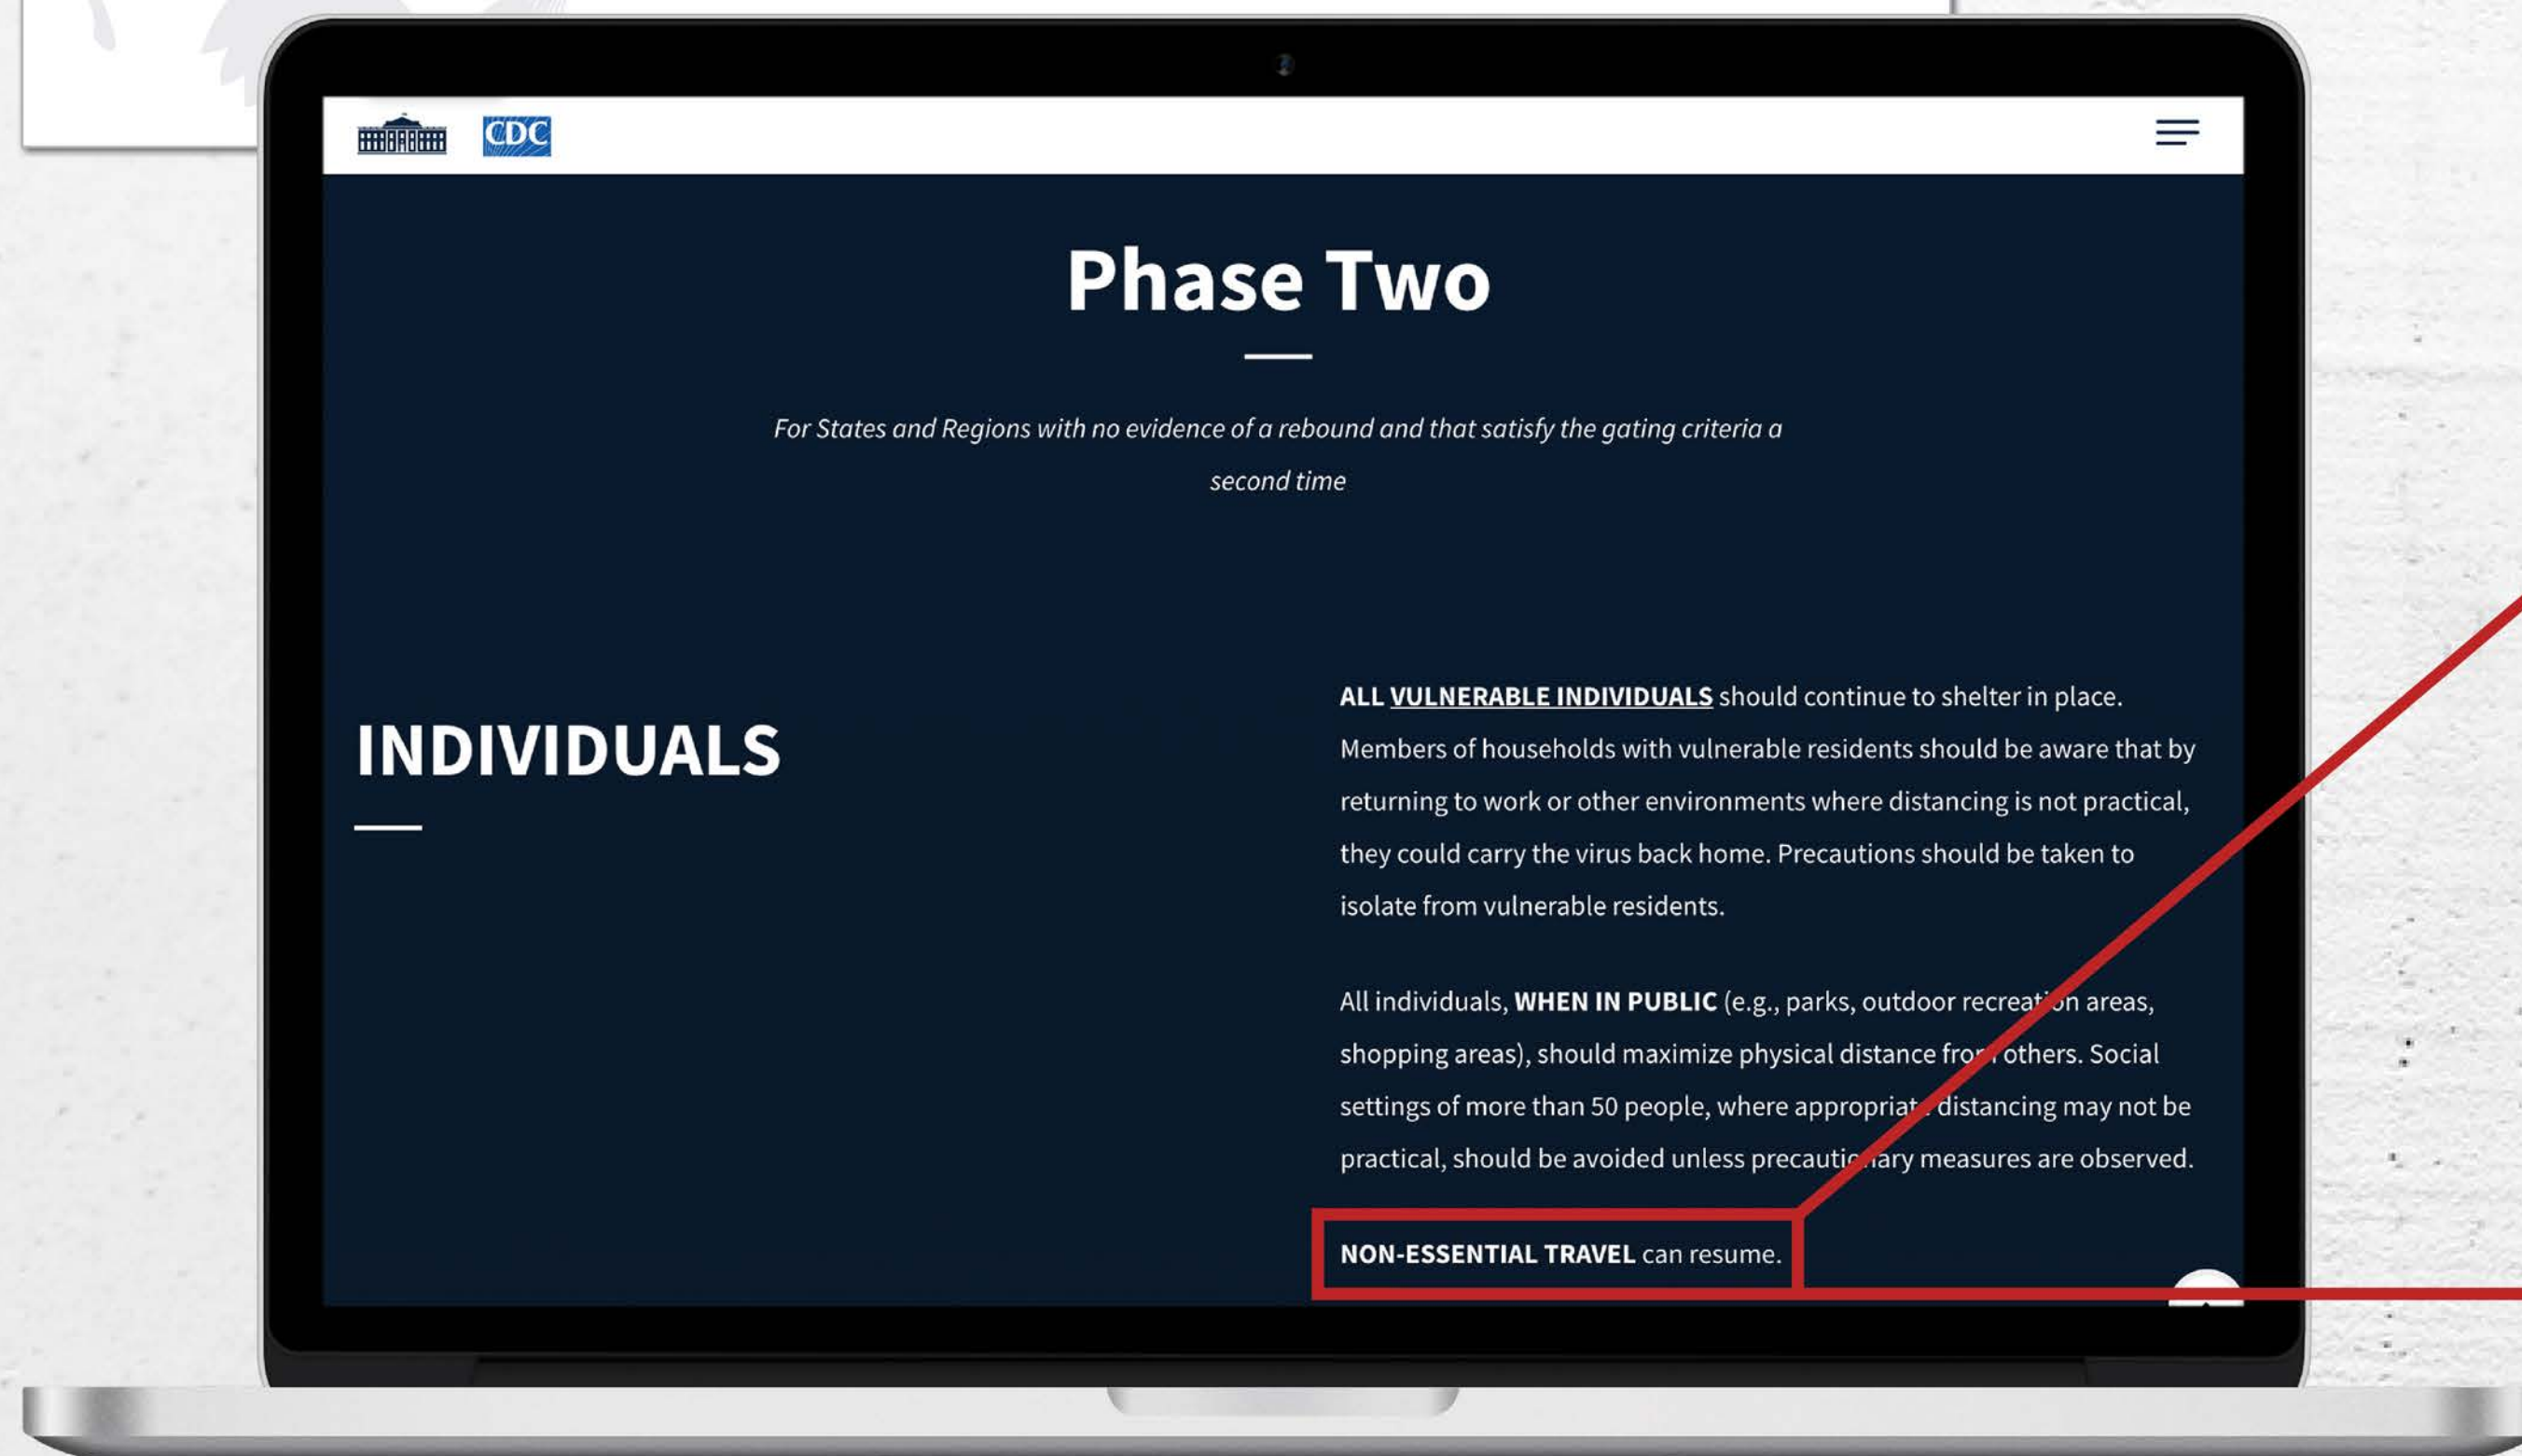 CDC
Phase Two
For States and Regions with no evidence of a rebound and that satisfy the gating criteria a
second time
INDIVIDUALS
ALL VULNERABLE INDIVIDUALS should continue to shelter in place.
Members of households with vulnerable residents should be aware that by
returning to work or other environments where distancing is not practical,
they could carry the virus back home. Precautions should be taken to
isolate from vulnerable residents.
All individuals, WHEN IN PUBLIC (e.g., parks, outdoor recreation areas,
shopping areas), should maximize physical distance from others. Social
settings of more than 50 people, where appropriate distancing may not be
practical, should be avoided unless precautionary measures are observed.
NON-ESSENTIAL TRAVEL can resume.